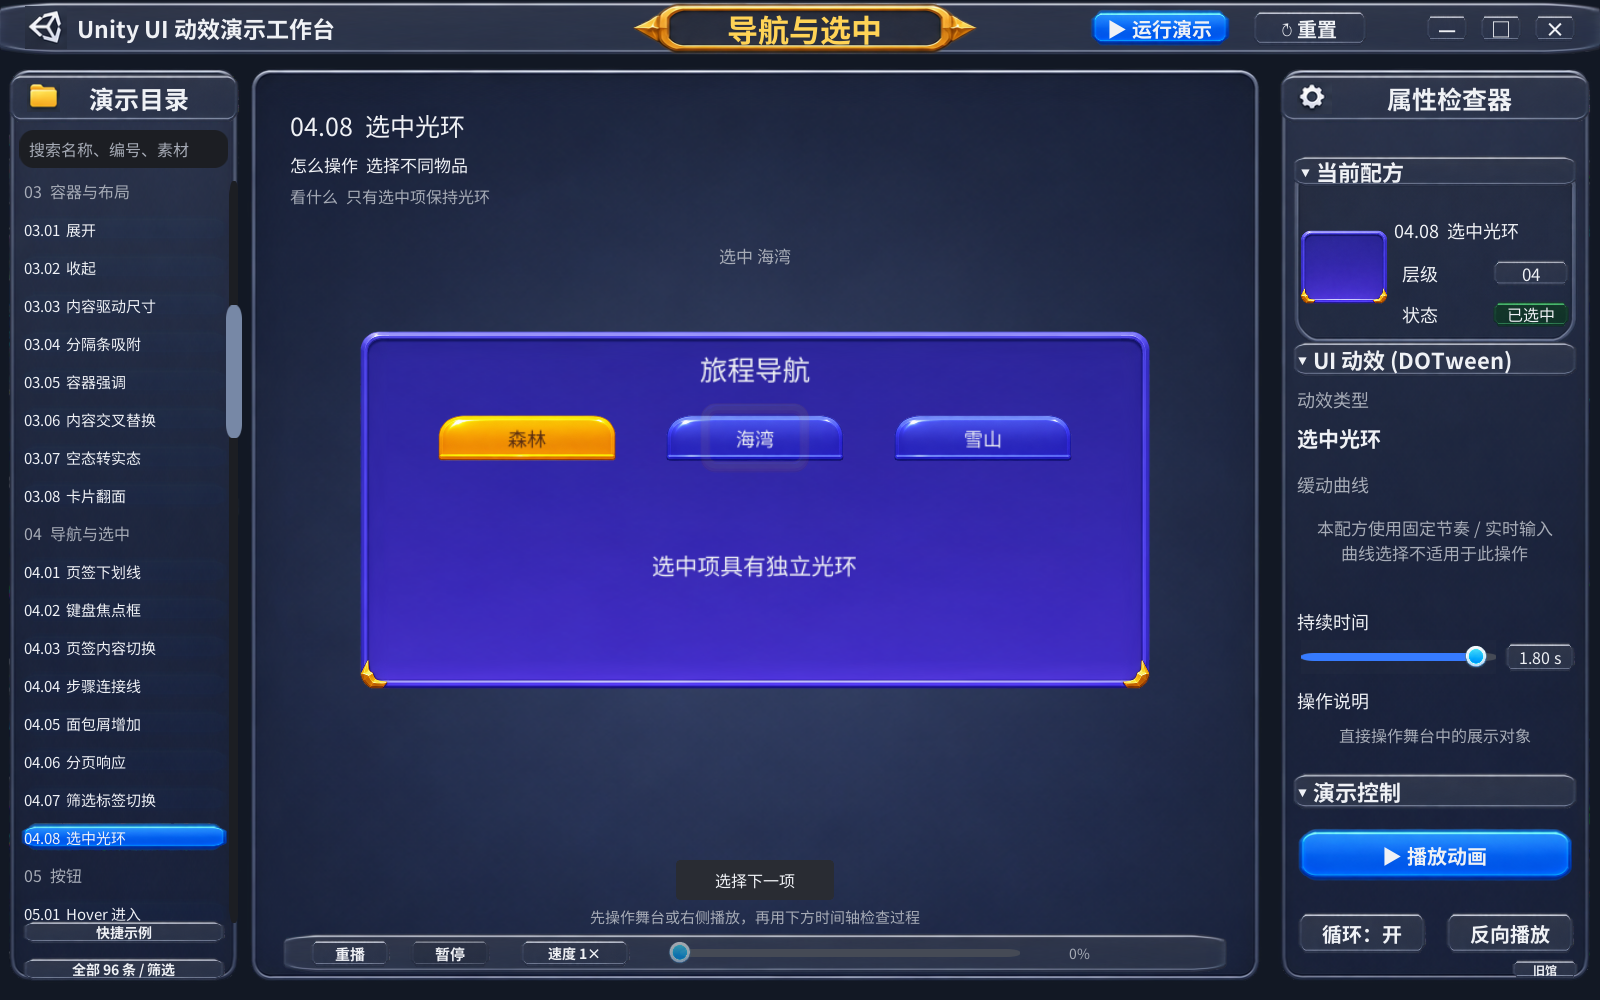 Unity UI 动效演示工作台
导航与选中
▶ 运行演示
↻ 重置
演示目录
搜索名称、编号、素材
03 容器与布局
03.01 展开
03.02 收起
03.03 内容驱动尺寸
03.04 分隔条吸附
03.05 容器强调
03.06 内容交叉替换
03.07 空态转实态
03.08 卡片翻面
04 导航与选中
04.01 页签下划线
04.02 键盘焦点框
04.03 页签内容切换
04.04 步骤连接线
04.05 面包屑增加
04.06 分页响应
04.07 筛选标签切换
04.08 选中光环
05 按钮
05.01 Hover 进入
快捷示例
全部 96 条 / 筛选
04.08 选中光环
怎么操作 选择不同物品
看什么 只有选中项保持光环
选中 海湾
旅程导航
森林
海湾
雪山
选中项具有独立光环
选择下一项
先操作舞台或右侧播放，再用下方时间轴检查过程
重播
暂停
速度 1×
0%
属性检查器
▼ 当前配方
04.08 选中光环
层级
04
状态
已选中
▼ UI 动效 (DOTween)
动效类型
选中光环
缓动曲线
本配方使用固定节奏 / 实时输入
曲线选择不适用于此操作
持续时间
1.80 s
操作说明
直接操作舞台中的展示对象
▼ 演示控制
▶ 播放动画
循环：开
反向播放
旧馆